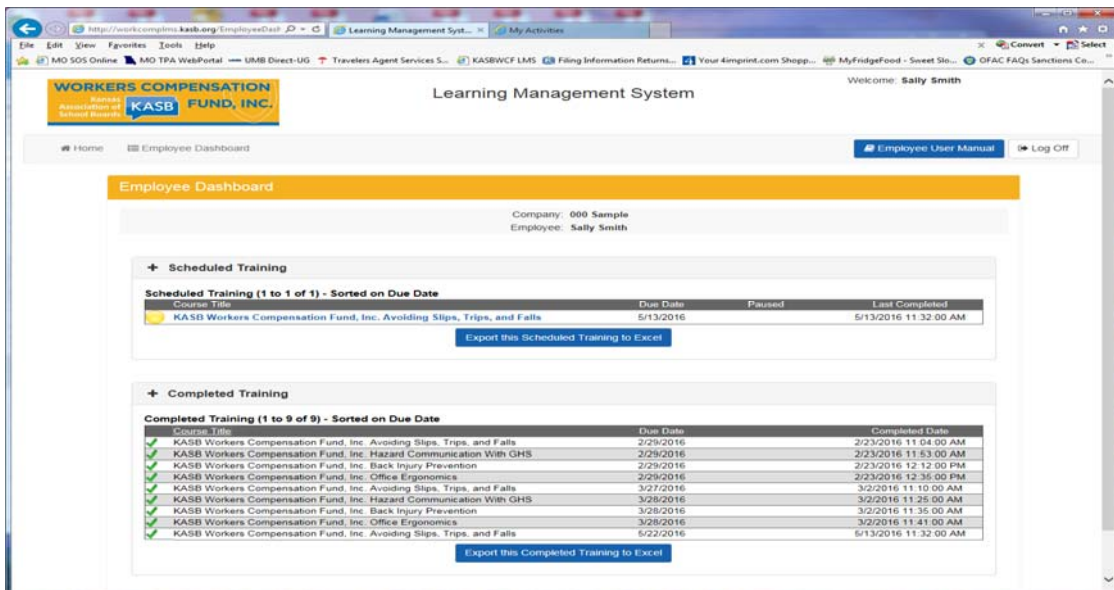 http://workcomplms.kasb.org/EmployeeDash
Learning Management Syst...
My Activities
File Edit View Favorites Tools Help
Convert Select
MO SOS Online MO TPA WebPortal UMB Direct-UG Travelers Agent Services S... KASBWCF LMS Filing Information Returns... Your 4imprint.com Shopp... MyFridgeFood - Sweet Slo... OFAC FAQs Sanctions Co...
WORKERS COMPENSATION
Kansas Association of School Boards KASB FUND, INC.
Learning Management System
Welcome: Sally Smith
Home Employee Dashboard Employee User Manual Log Off
Employee Dashboard
Company: 000 Sample
Employee: Sally Smith
+ Scheduled Training
Scheduled Training (1 to 1 of 1) - Sorted on Due Date
Course Title Due Date Paused Last Completed
KASB Workers Compensation Fund, Inc. Avoiding Slips, Trips, and Falls 5/13/2016 5/13/2016 11:32:00 AM
Export this Scheduled Training to Excel
+ Completed Training
Completed Training (1 to 9 of 9) - Sorted on Due Date
Course Title Due Date Completed Date
KASB Workers Compensation Fund, Inc. Avoiding Slips, Trips, and Falls 2/29/2016 2/23/2016 11:04:00 AM
KASB Workers Compensation Fund, Inc. Hazard Communication With GHS 2/29/2016 2/23/2016 11:53:00 AM
KASB Workers Compensation Fund, Inc. Back Injury Prevention 2/29/2016 2/23/2016 12:12:00 PM
KASB Workers Compensation Fund, Inc. Office Ergonomics 2/29/2016 2/23/2016 12:35:00 PM
KASB Workers Compensation Fund, Inc. Avoiding Slips, Trips, and Falls 3/27/2016 3/2/2016 11:10:00 AM
KASB Workers Compensation Fund, Inc. Hazard Communication With GHS 3/28/2016 3/2/2016 11:25:00 AM
KASB Workers Compensation Fund, Inc. Back Injury Prevention 3/28/2016 3/2/2016 11:35:00 AM
KASB Workers Compensation Fund, Inc. Office Ergonomics 3/28/2016 3/2/2016 11:41:00 AM
KASB Workers Compensation Fund, Inc. Avoiding Slips, Trips, and Falls 5/22/2016 5/13/2016 11:32:00 AM
Export this Completed Training to Excel